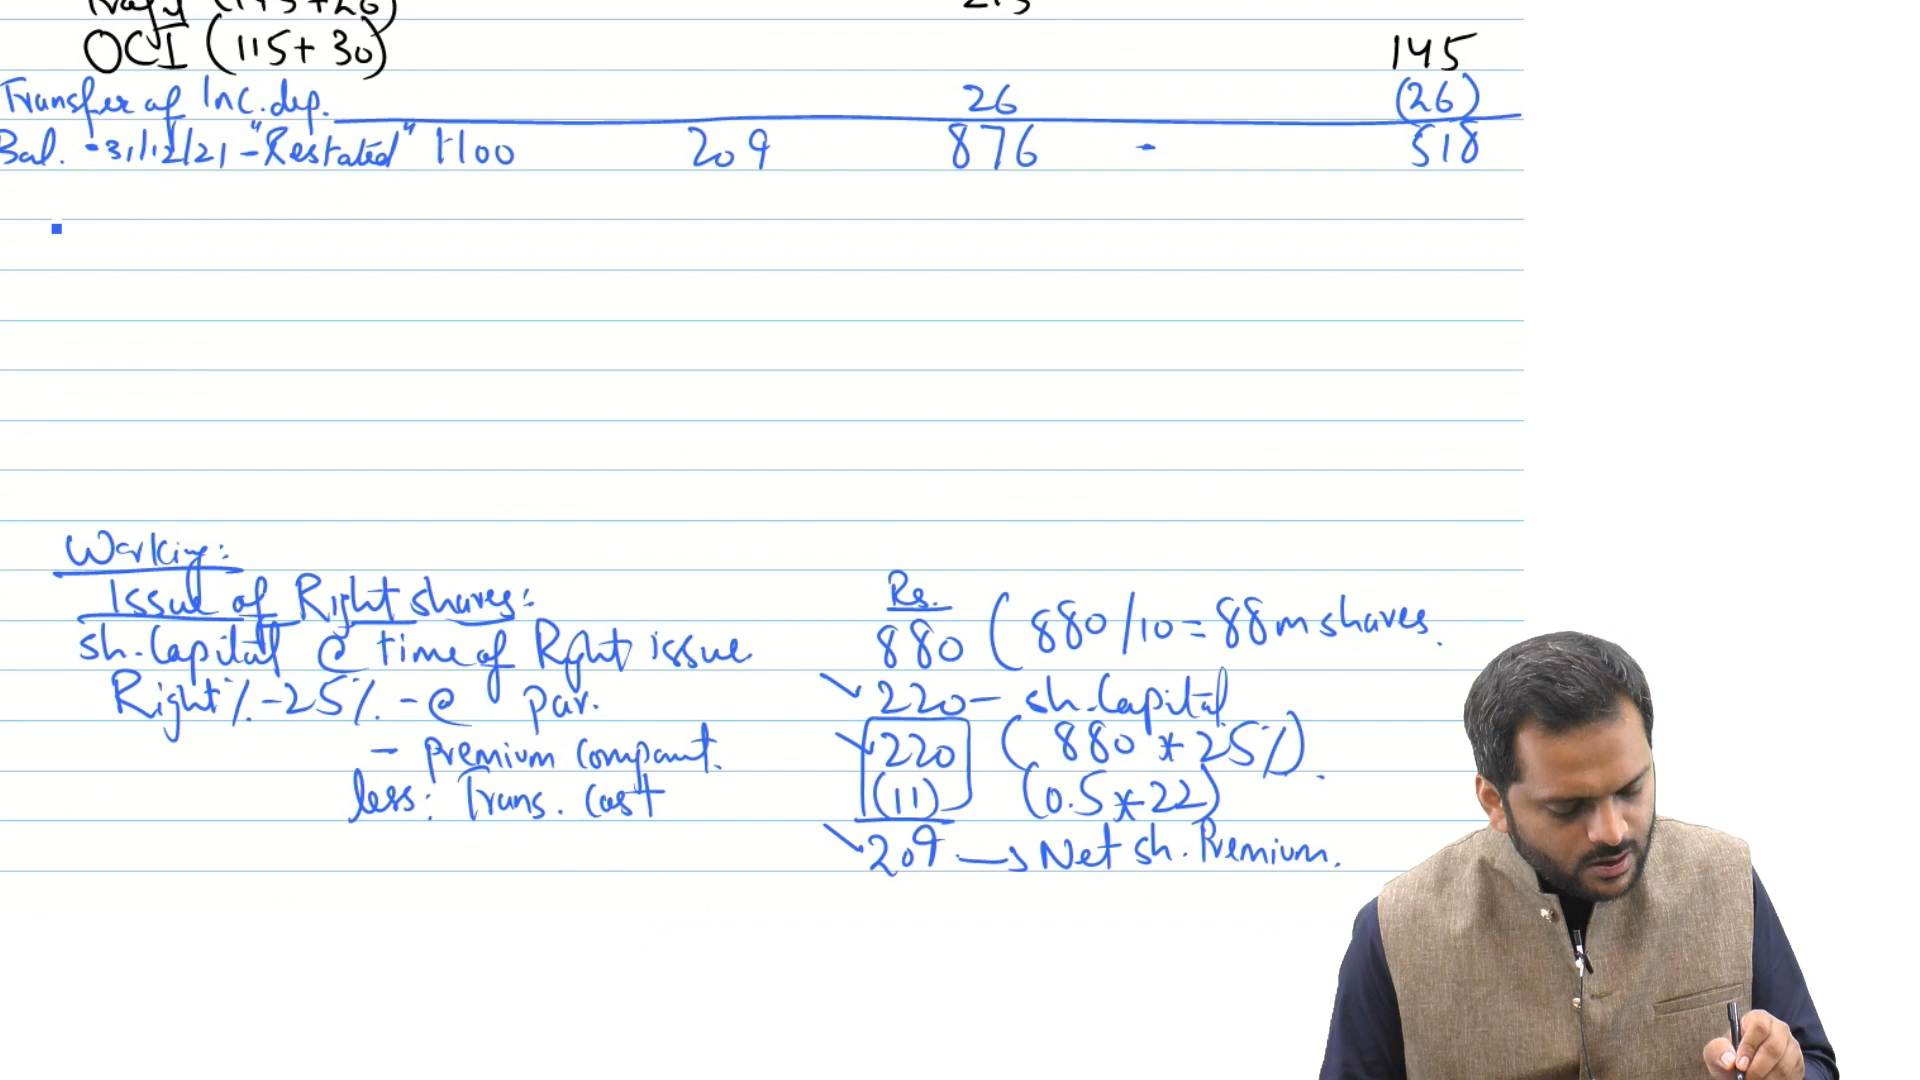 OCI (115+ 30) 145
Transfer of Inc. dep. 26 (26)
Bal. - 31/12/21 - "Restated" 1100 209 876 - 518
Working:
Issue of Right shares: Rs.
sh. Capital @ time of Right issue 880 (880/10 = 88m shares.
Right % - 25% - @ par. 220 - sh. Capital
- premium compant. 220 (880 * 25%).
less: Trans. Cost (11) (0.5*22)
209 → Net sh. Premium.